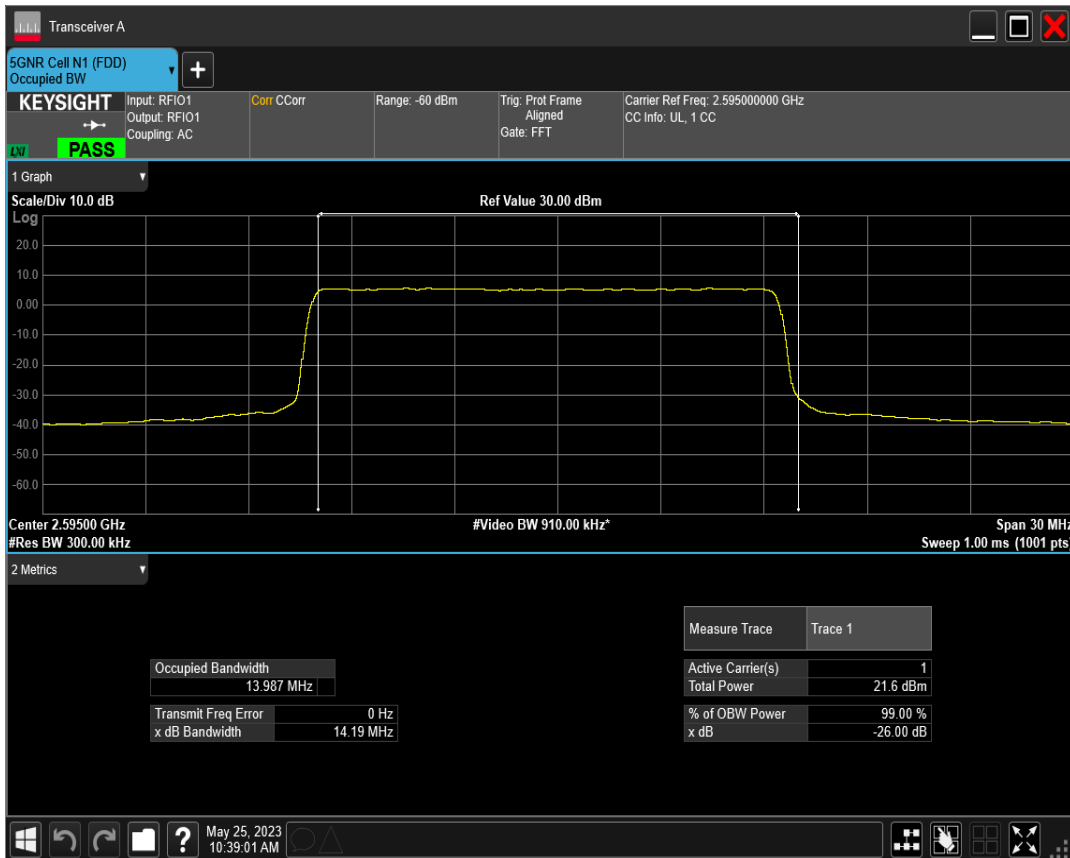 Transceiver A
5GNR Cell N1 (FDD)
Occupied BW
+
KEYSIGHT
LXI
PASS
Input: RFIO1
Output: RFIO1
Coupling: AC
Corr CCorr
Range: -60 dBm
Trig: Prot Frame
Aligned
Gate: FFT
Carrier Ref Freq: 2.595000000 GHz
CC Info: UL, 1 CC
1 Graph
Scale/Div 10.0 dB
Ref Value 30.00 dBm
Log
20.0
10.0
0.00
-10.0
-20.0
-30.0
-40.0
-50.0
-60.0
Center 2.59500 GHz
#Video BW 910.00 kHz*
Span 30 MHz
#Res BW 300.00 kHz
Sweep 1.00 ms (1001 pts)
2 Metrics
Measure Trace Trace 1
Occupied Bandwidth
13.987 MHz
Active Carrier(s) 1
Total Power 21.6 dBm
Transmit Freq Error 0 Hz
x dB Bandwidth 14.19 MHz
% of OBW Power 99.00 %
x dB -26.00 dB
?
May 25, 2023
10:39:01 AM